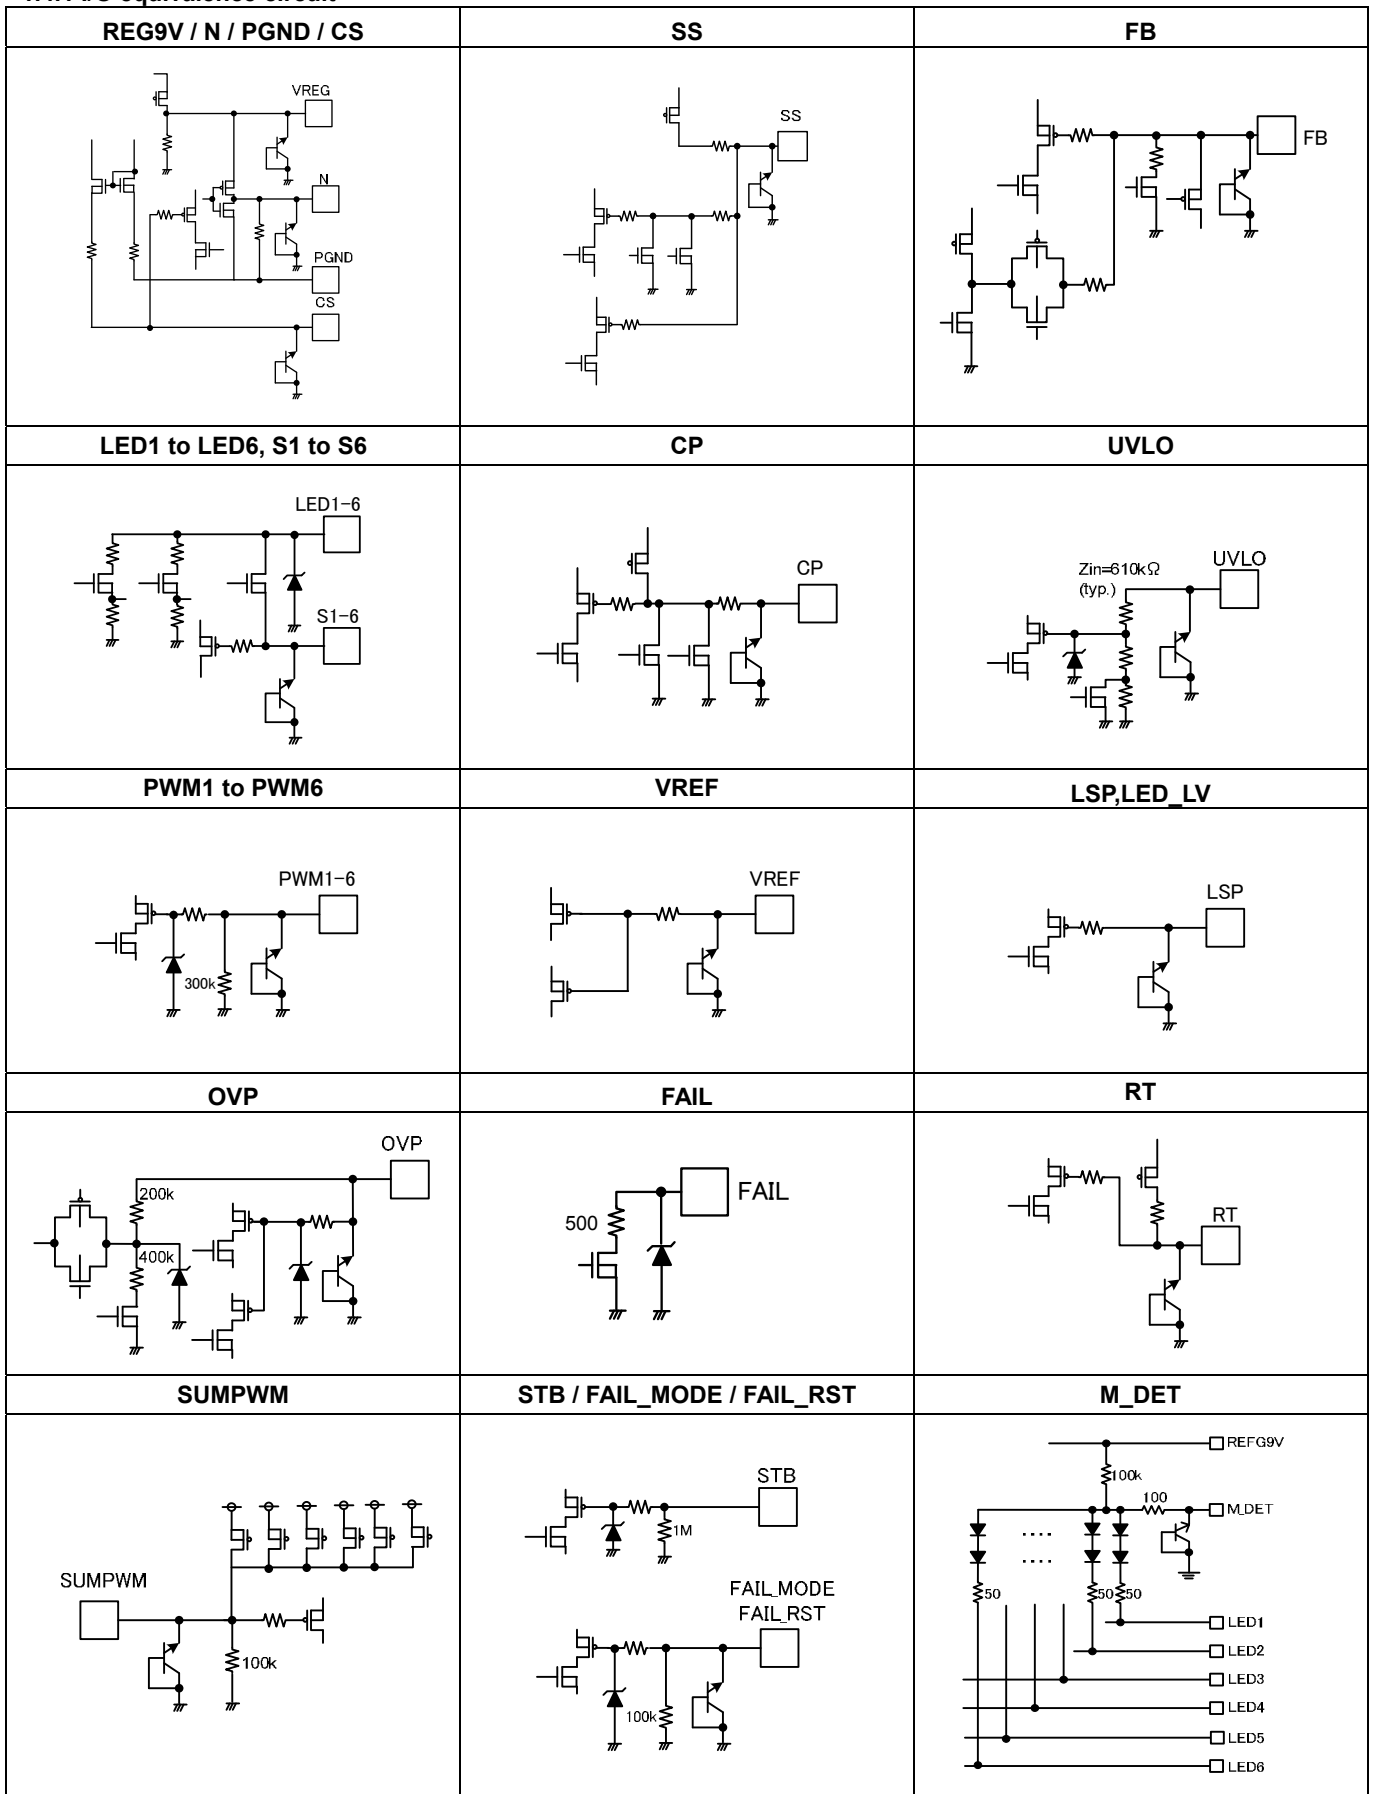 REG9V / N / PGND / CS
SS
FB
VREG
N
PGND
CS
SS
FB
LED1 to LED6, S1 to S6
CP
UVLO
LED1-6
S1-6
CP
Zin=610kΩ
(typ.)
UVLO
PWM1 to PWM6
VREF
LSP,LED_LV
PWM1-6
300k
VREF
LSP
OVP
FAIL
RT
OVP
200k
400k
FAIL
500
RT
SUMPWM
STB / FAIL_MODE / FAIL_RST
M_DET
SUMPWM
100k
STB
1M
FAIL_MODE
FAIL_RST
100k
REFG9V
100k
100
M_DET
....
....
50
50
50
LED1
LED2
LED3
LED4
LED5
LED6